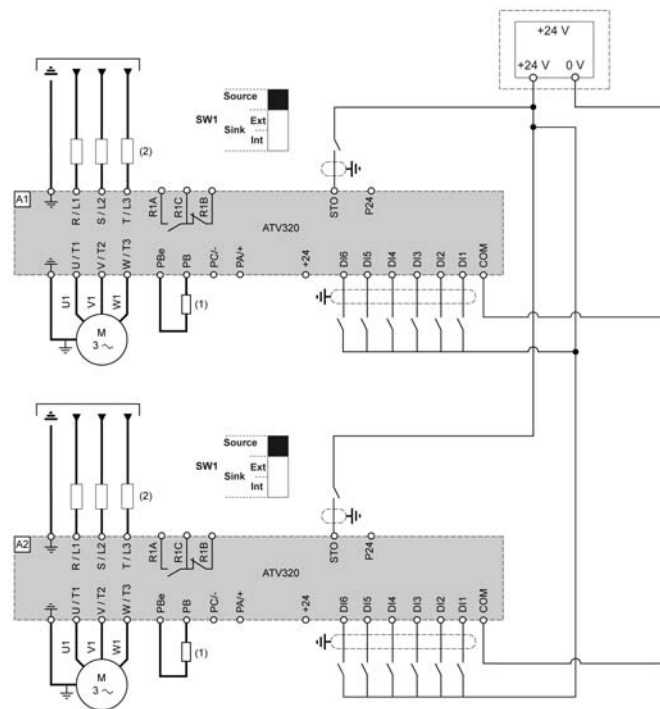 +24 V
+24 V 0 V
Source
SW1 Ext
Sink
Int
(2)
A1
R / L1 S / L2 T / L3 R1A R1C R1B STO P24
ATV320
U / T1 V / T2 W / T3 PBe PB PC/- PA/+ +24 DI6 DI5 DI4 DI3 DI2 DI1 COM
U1 V1 W1
(1)
M
3 ~
Source
SW1 Ext
Sink
Int
(2)
A2
R / L1 S / L2 T / L3 R1A R1C R1B STO P24
ATV320
U / T1 V / T2 W / T3 PBe PB PC/- PA/+ +24 DI6 DI5 DI4 DI3 DI2 DI1 COM
U1 V1 W1
(1)
M
3 ~